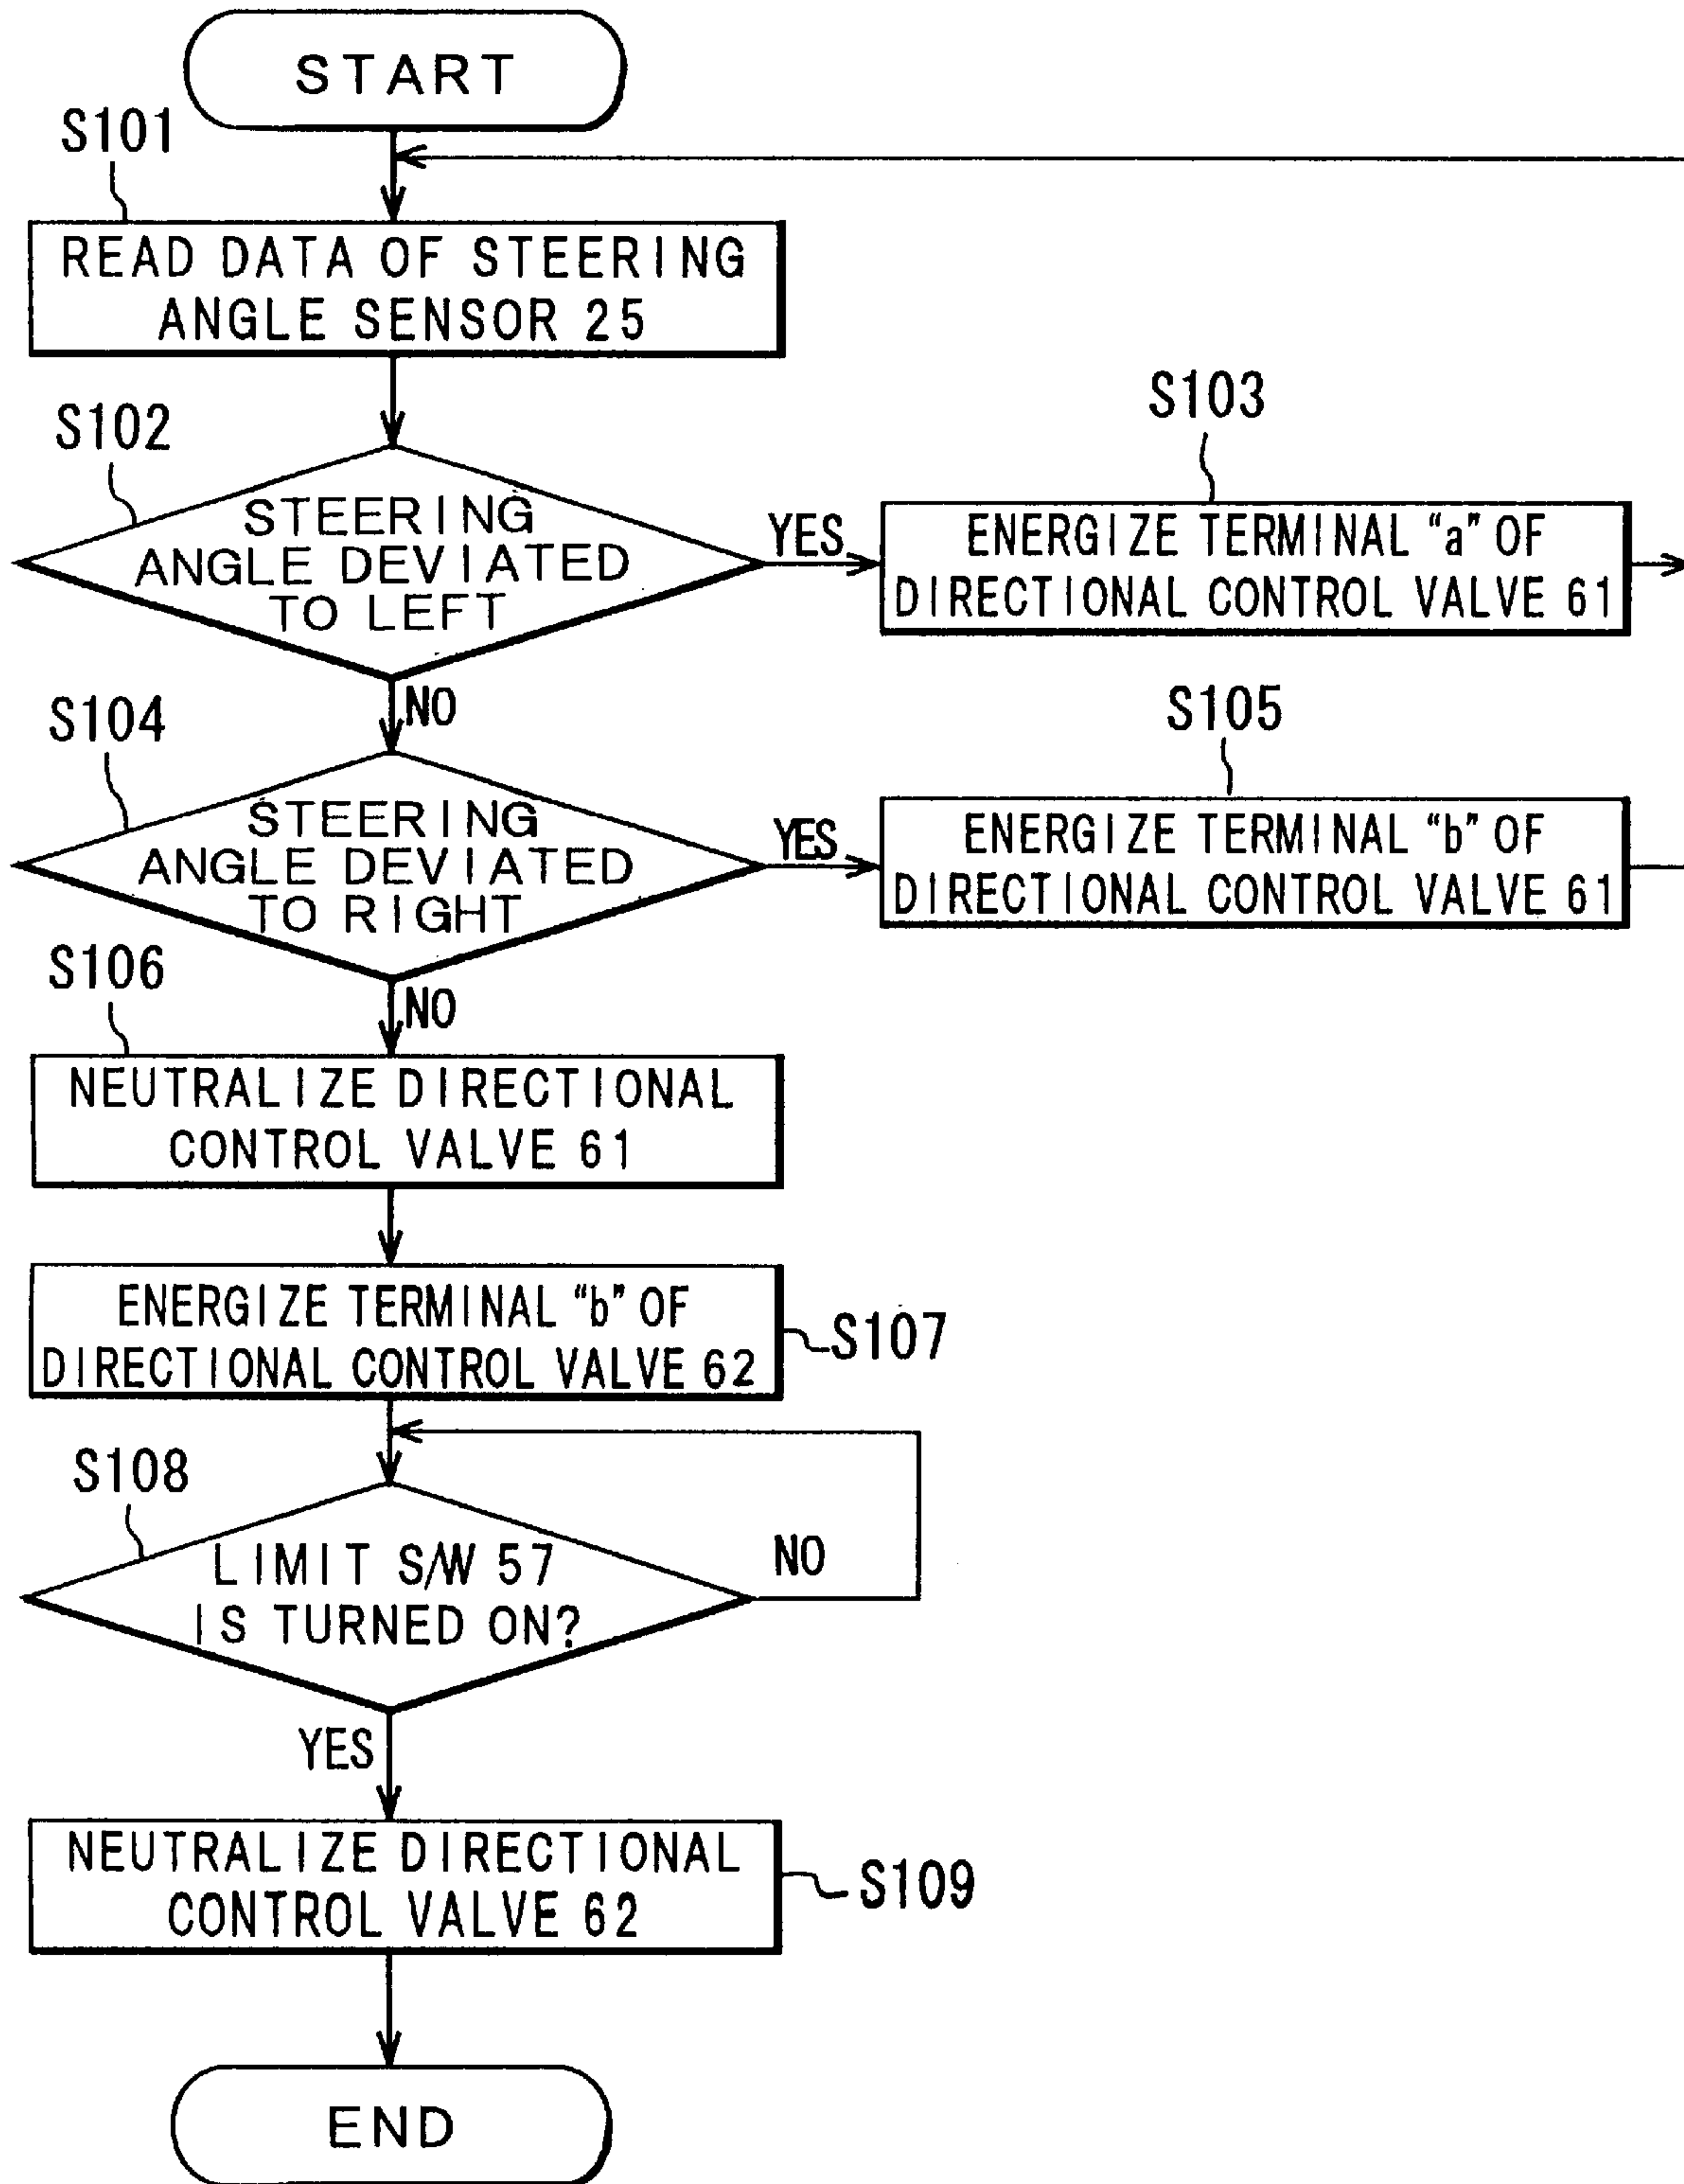 START
S101
READ DATA OF STEERING
ANGLE SENSOR 25
S102
STEERING
ANGLE DEVIATED
TO LEFT
YES
S103
ENERGIZE TERMINAL “a” OF
DIRECTIONAL CONTROL VALVE 61
NO
S104
STEERING
ANGLE DEVIATED
TO RIGHT
YES
S105
ENERGIZE TERMINAL “b” OF
DIRECTIONAL CONTROL VALVE 61
NO
S106
NEUTRALIZE DIRECTIONAL
CONTROL VALVE 61
ENERGIZE TERMINAL “b” OF
DIRECTIONAL CONTROL VALVE 62
S107
S108
LIMIT S/W 57
IS TURNED ON?
NO
YES
NEUTRALIZE DIRECTIONAL
CONTROL VALVE 62
S109
END